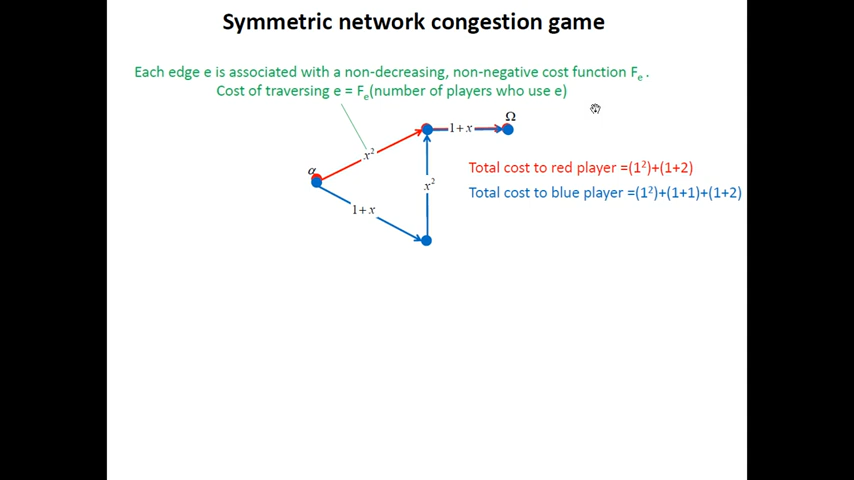 Symmetric network congestion game
Each edge e is associated with a non-decreasing, non-negative cost function Fₑ .
Cost of traversing e = Fₑ(number of players who use e)
Ω
1+x
x²
α
Total cost to red player =(1²)+(1+2)
x²
Total cost to blue player =(1²)+(1+1)+(1+2)
1+x